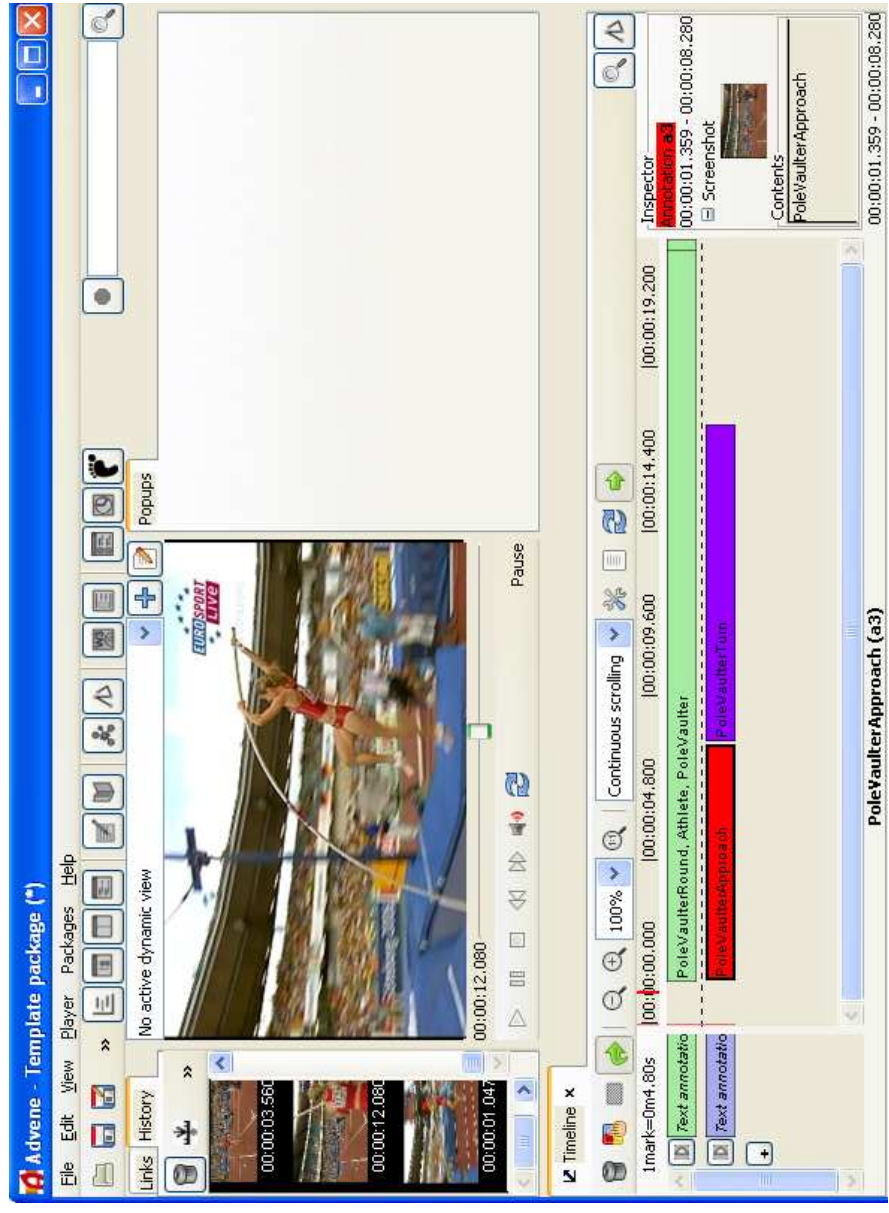 Advene - Template package (*)
File Edit View Player Packages Help
»
WS
Links History
No active dynamic view
Popups
»
00:00:03.560
00:00:12.080
00:00:01.047
EUROSPORT
LIVE
00:00:12.080
Pause
Timeline ×
100%
1:1
Continuous scrolling
1mark=0m4.80s
|00:00:00.000 |00:00:04.800 |00:00:09.600 |00:00:14.400 |00:00:19.200
Text annotatio
PoleVaulterRound, Athlete, PoleVaulter
Text annotatio
PoleVaulterApproach
PoleVaulterTurn
+
Inspector
Annotation a3
00:00:01.359 - 00:00:08.280
Screenshot
Contents
PoleVaulterApproach
PoleVaulterApproach (a3)
00:00:01.359 - 00:00:08.280